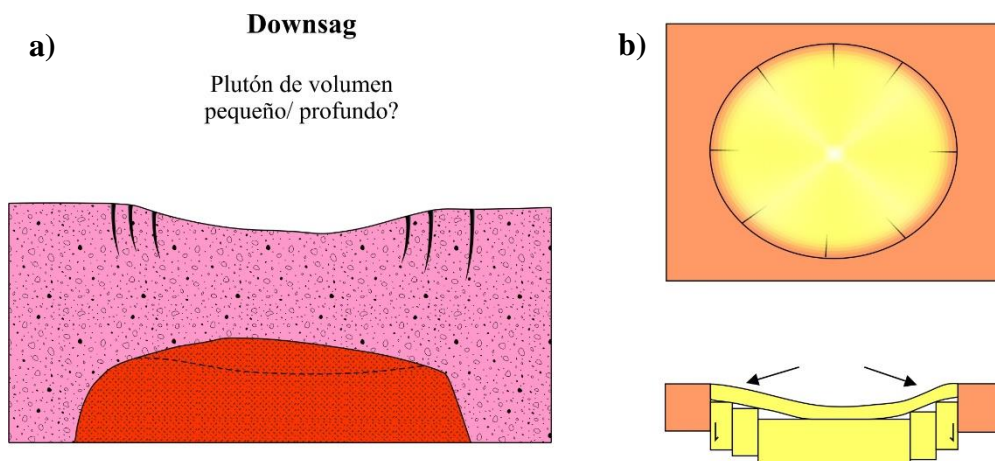 Downsag
a)
b)
Plutón de volumen
pequeño/ profundo?